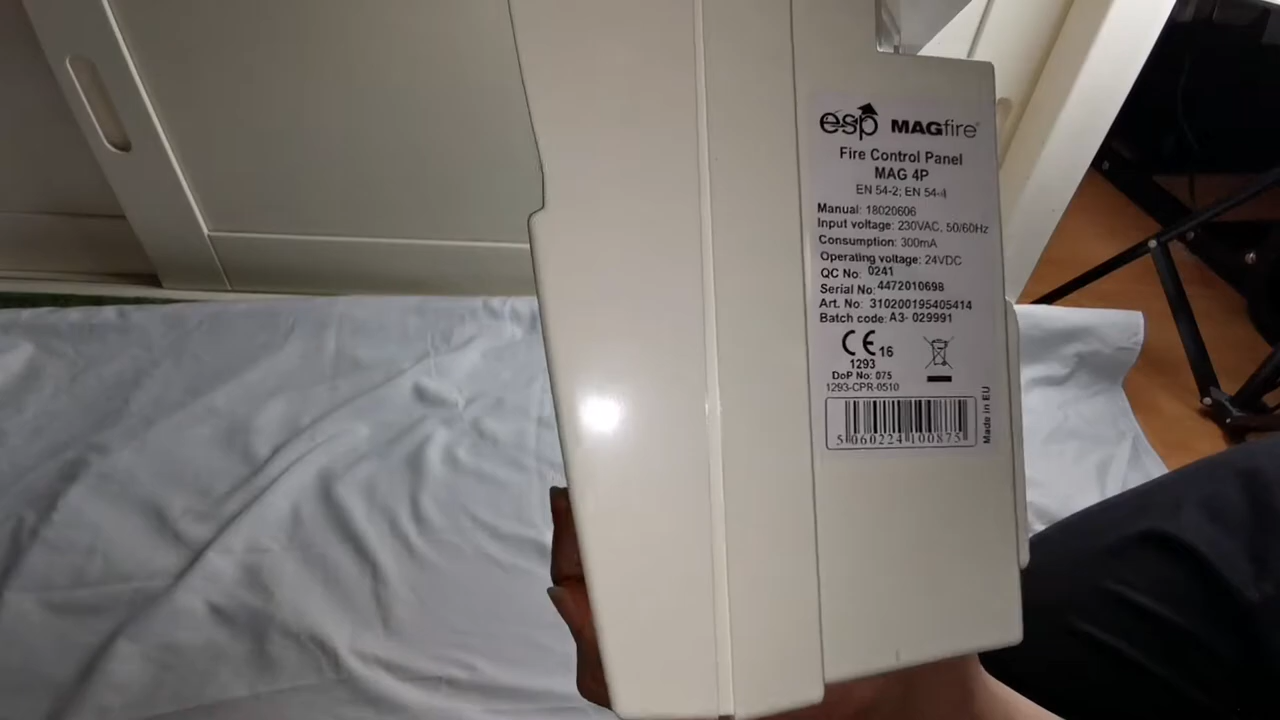 esp MAGfire®
Fire Control Panel
MAG 4P
EN 54-2; EN 54-4
Manual: 18020606
Input voltage: 230VAC, 50/60Hz
Consumption: 300mA
Operating voltage: 24VDC
QC No: 0241
Serial No: 4472010698
Art. No: 310200195405414
Batch code: A3- 029991
CE 16
1293
DoP No: 075
1293-CPR-0510
5 060224 100875
Made in EU